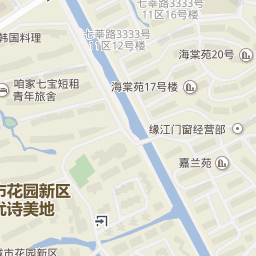 七莘路3333号
11区16号楼
七莘路3333号
11区12号楼
韩国料理
海棠苑20号
咱家七宝短租
青年旅舍
海棠苑17号楼
缘江门窗经营部
嘉兰苑
市花园新区
优诗美地
城市花园新区